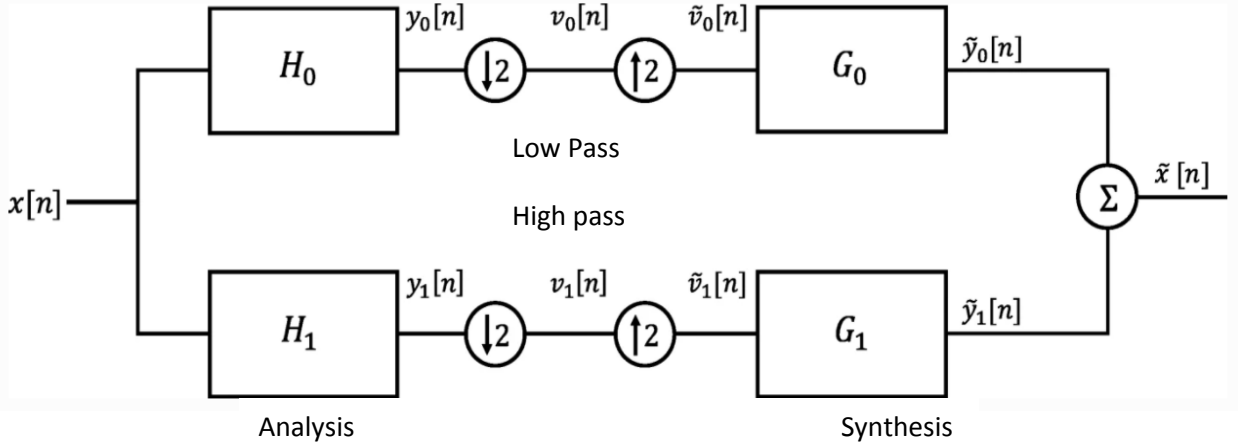 y₀[n] v₀[n] ṽ₀[n]
H₀ ↓2 ↑2 G₀ ỹ₀[n]
Low Pass
x[n] Σ x̃ [n]
High pass
y₁[n] v₁[n] ṽ₁[n]
H₁ ↓2 ↑2 G₁ ỹ₁[n]
Analysis Synthesis